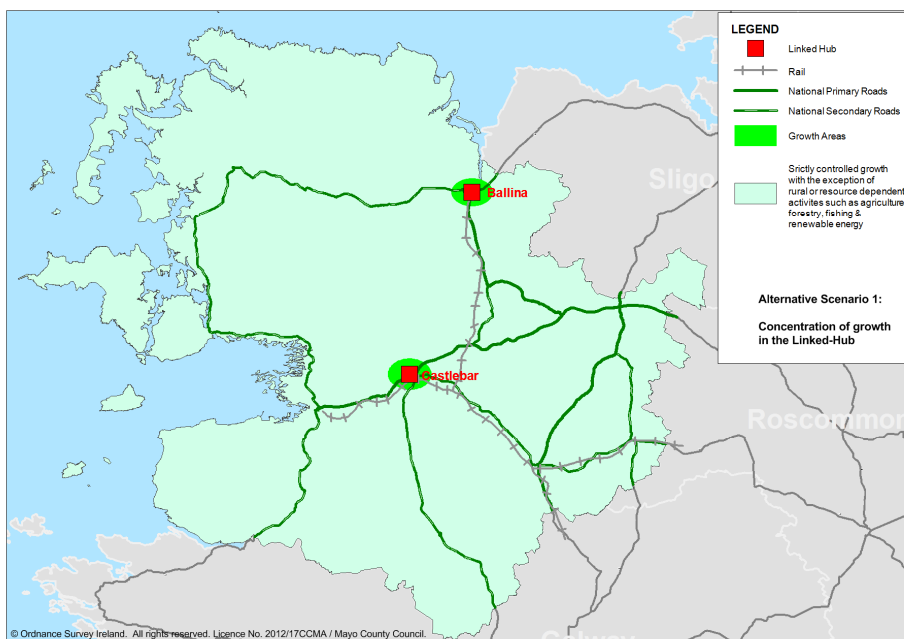 LEGEND
Linked Hub
Rail
National Primary Roads
National Secondary Roads
Growth Areas
Strictly controlled growth
with the exception of
rural or resource dependent
activites such as agriculture
forestry, fishing &
renewable energy
Alternative Scenario 1:
Concentration of growth
in the Linked-Hub
Sligo
Ballina
Castlebar
Roscommon
Galway
© Ordnance Survey Ireland. All rights reserved. Licence No. 2012/17CCMA / Mayo County Council.